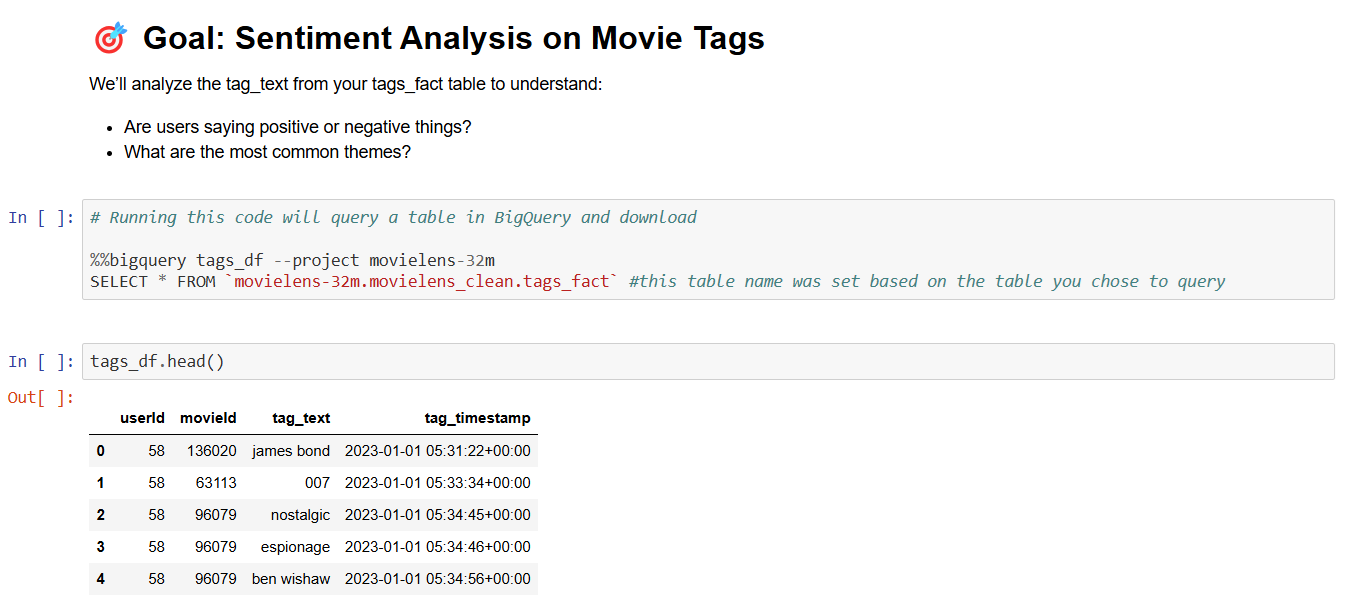 🎯 Goal: Sentiment Analysis on Movie Tags
We’ll analyze the tag_text from your tags_fact table to understand:
• Are users saying positive or negative things?
• What are the most common themes?
In [ ]: # Running this code will query a table in BigQuery and download
%%bigquery tags_df --project movielens-32m
SELECT * FROM `movielens-32m.movielens_clean.tags_fact` #this table name was set based on the table you chose to query
In [ ]: tags_df.head()
Out[ ]:
userId movieId tag_text tag_timestamp
0 58 136020 james bond 2023-01-01 05:31:22+00:00
1 58 63113 007 2023-01-01 05:33:34+00:00
2 58 96079 nostalgic 2023-01-01 05:34:45+00:00
3 58 96079 espionage 2023-01-01 05:34:46+00:00
4 58 96079 ben wishaw 2023-01-01 05:34:56+00:00